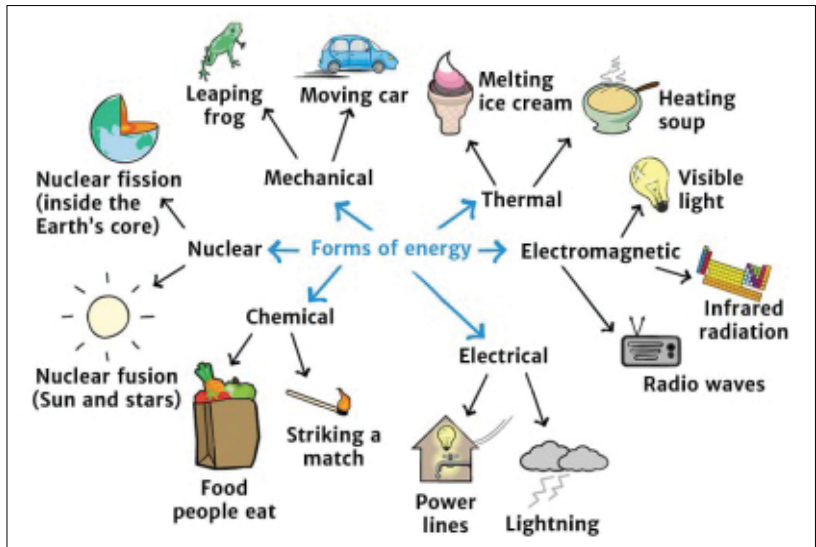 Leaping
frog
Moving car
Melting
ice cream
Heating
soup
Mechanical
Thermal
Visible
light
Nuclear fission
(inside the
Earth's core)
Nuclear
Forms of energy
Electromagnetic
Infrared
radiation
Chemical
Electrical
Radio waves
Nuclear fusion
(Sun and stars)
Striking a
match
Food
people eat
Power
lines
Lightning